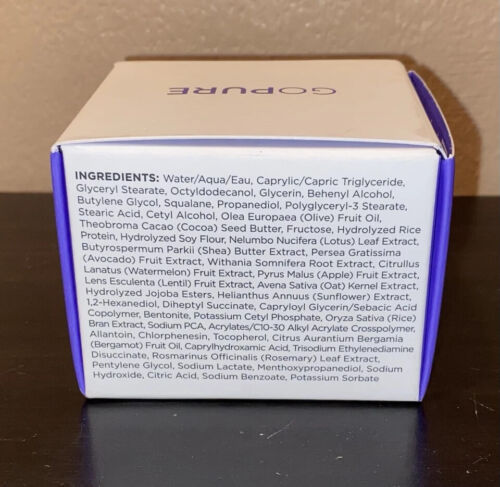 GOPURE
INGREDIENTS: Water/Aqua/Eau, Caprylic/Capric Triglyceride,
Glyceryl Stearate, Octyldodecanol, Glycerin, Behenyl Alcohol,
Butylene Glycol, Squalane, Propanediol, Polyglyceryl-3 Stearate,
Stearic Acid, Cetyl Alcohol, Olea Europaea (Olive) Fruit Oil,
Theobroma Cacao (Cocoa) Seed Butter, Fructose, Hydrolyzed Rice
Protein, Hydrolyzed Soy Flour, Nelumbo Nucifera (Lotus) Leaf Extract,
Butyrospermum Parkii (Shea) Butter Extract, Persea Gratissima
(Avocado) Fruit Extract, Withania Somnifera Root Extract, Citrullus
Lanatus (Watermelon) Fruit Extract, Pyrus Malus (Apple) Fruit Extract,
Lens Esculenta (Lentil) Fruit Extract, Avena Sativa (Oat) Kernel Extract,
Hydrolyzed Jojoba Esters, Helianthus Annuus (Sunflower) Extract,
1,2-Hexanediol, Diheptyl Succinate, Capryloyl Glycerin/Sebacic Acid
Copolymer, Bentonite, Potassium Cetyl Phosphate, Oryza Sativa (Rice)
Bran Extract, Sodium PCA, Acrylates/C10-30 Alkyl Acrylate Crosspolymer,
Allantoin, Chlorphenesin, Tocopherol, Citrus Aurantium Bergamia
(Bergamot) Fruit Oil, Caprylhydroxamic Acid, Trisodium Ethylenediamine
Disuccinate, Rosmarinus Officinalis (Rosemary) Leaf Extract,
Pentylene Glycol, Sodium Lactate, Menthoxypropanediol, Sodium
Hydroxide, Citric Acid, Sodium Benzoate, Potassium Sorbate